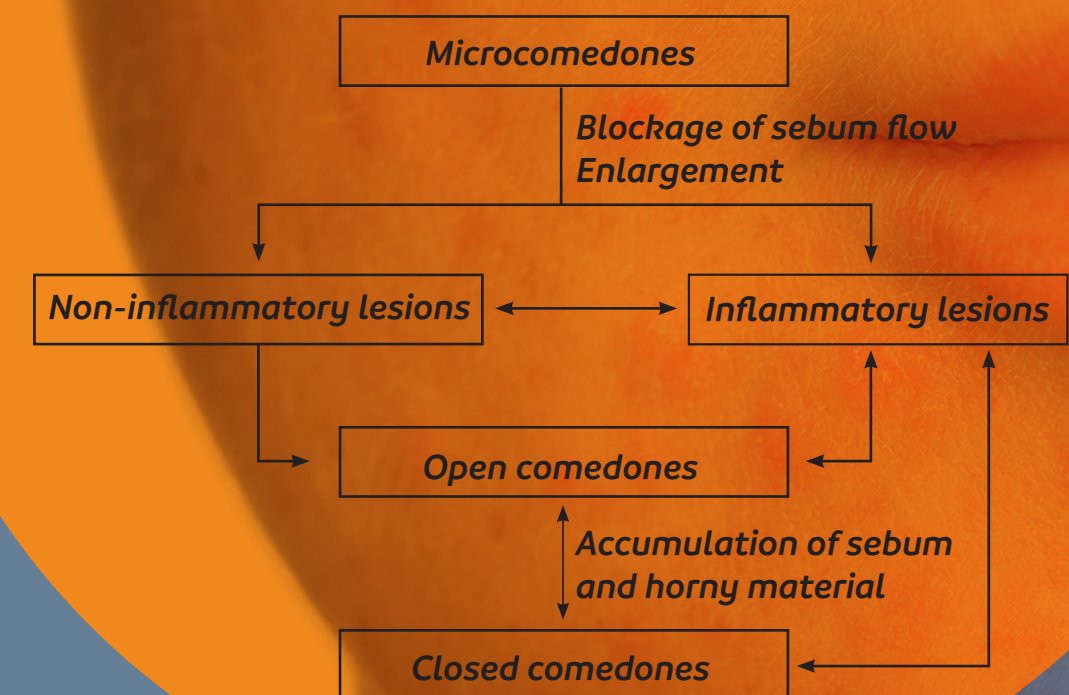 Microcomedones
Blockage of sebum flow
Enlargement
Non-inflammatory lesions
Inflammatory lesions
Open comedones
Accumulation of sebum
and horny material
Closed comedones